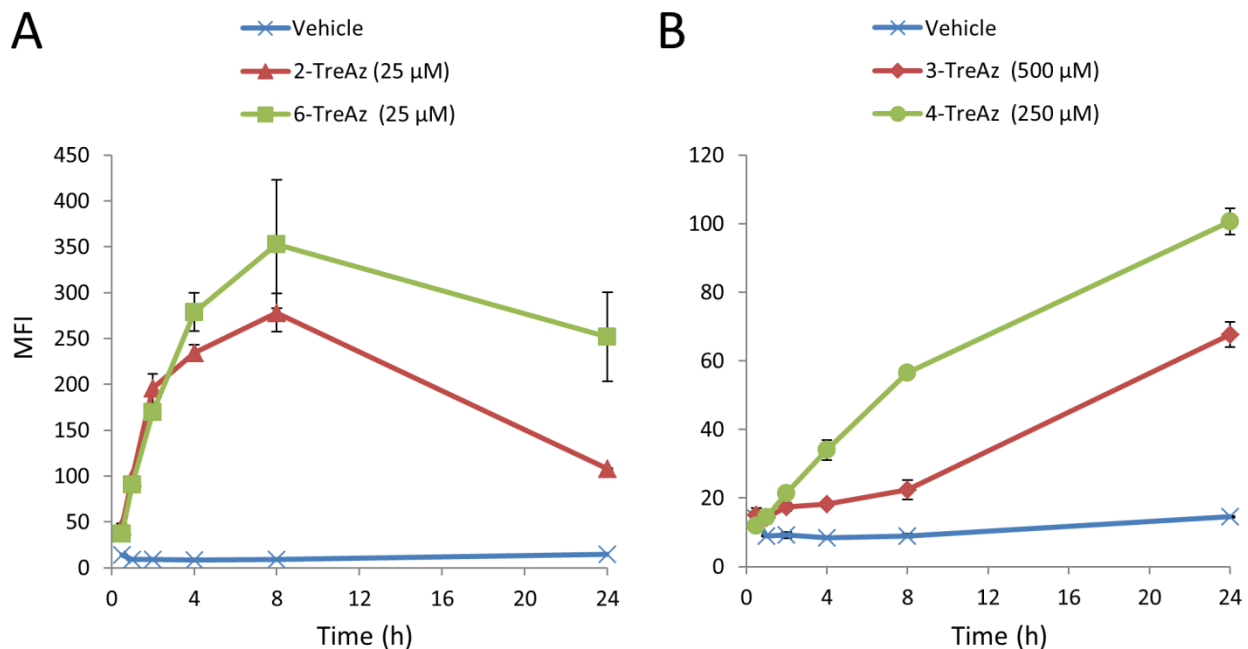 A
Vehicle
2-TreAz (25 µM)
6-TreAz (25 µM)
450
400
350
300
250
200
150
100
50
0
MFI
0 4 8 12 16 20 24
Time (h)
B
Vehicle
3-TreAz (500 µM)
4-TreAz (250 µM)
120
100
80
60
40
20
0
0 4 8 12 16 20 24
Time (h)